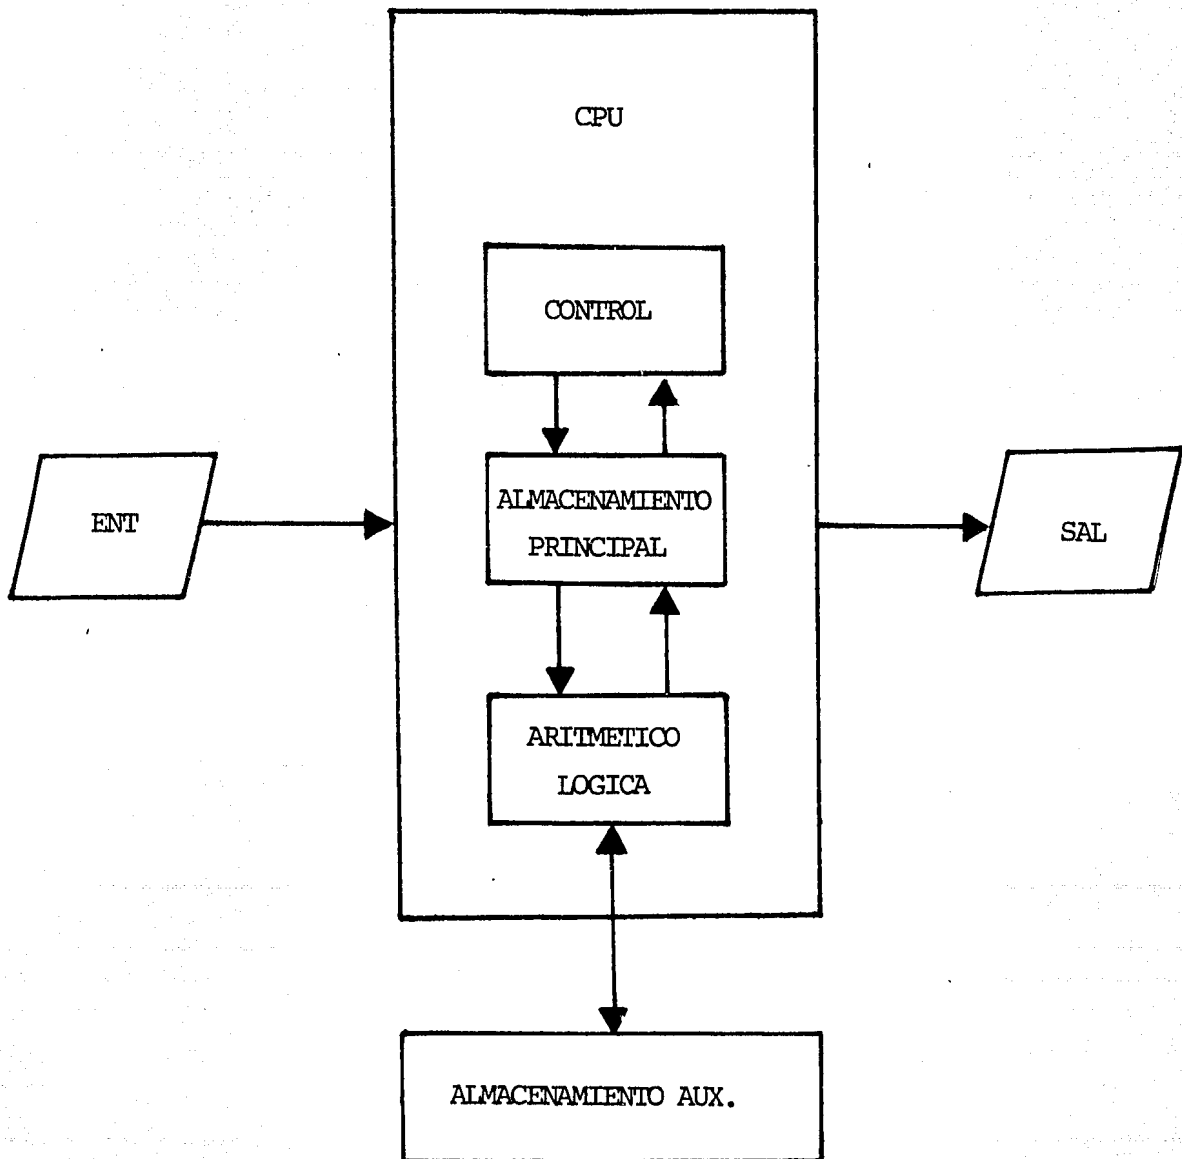 CPU
CONTROL
ALMACENAMIENTO
PRINCIPAL
ENT
SAL
ARITMETICO
LOGICA
ALMACENAMIENTO AUX.